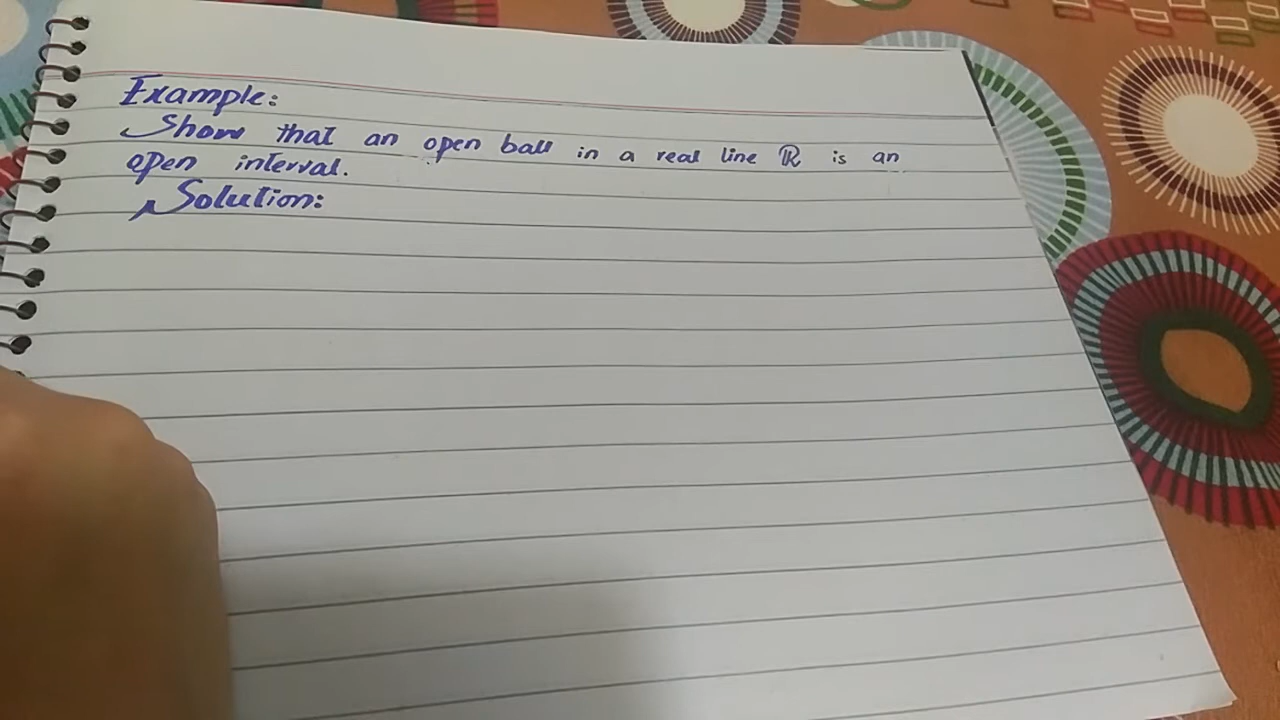 Example:
Show that an open ball in a real line ℝ is an
open interval.
Solution: